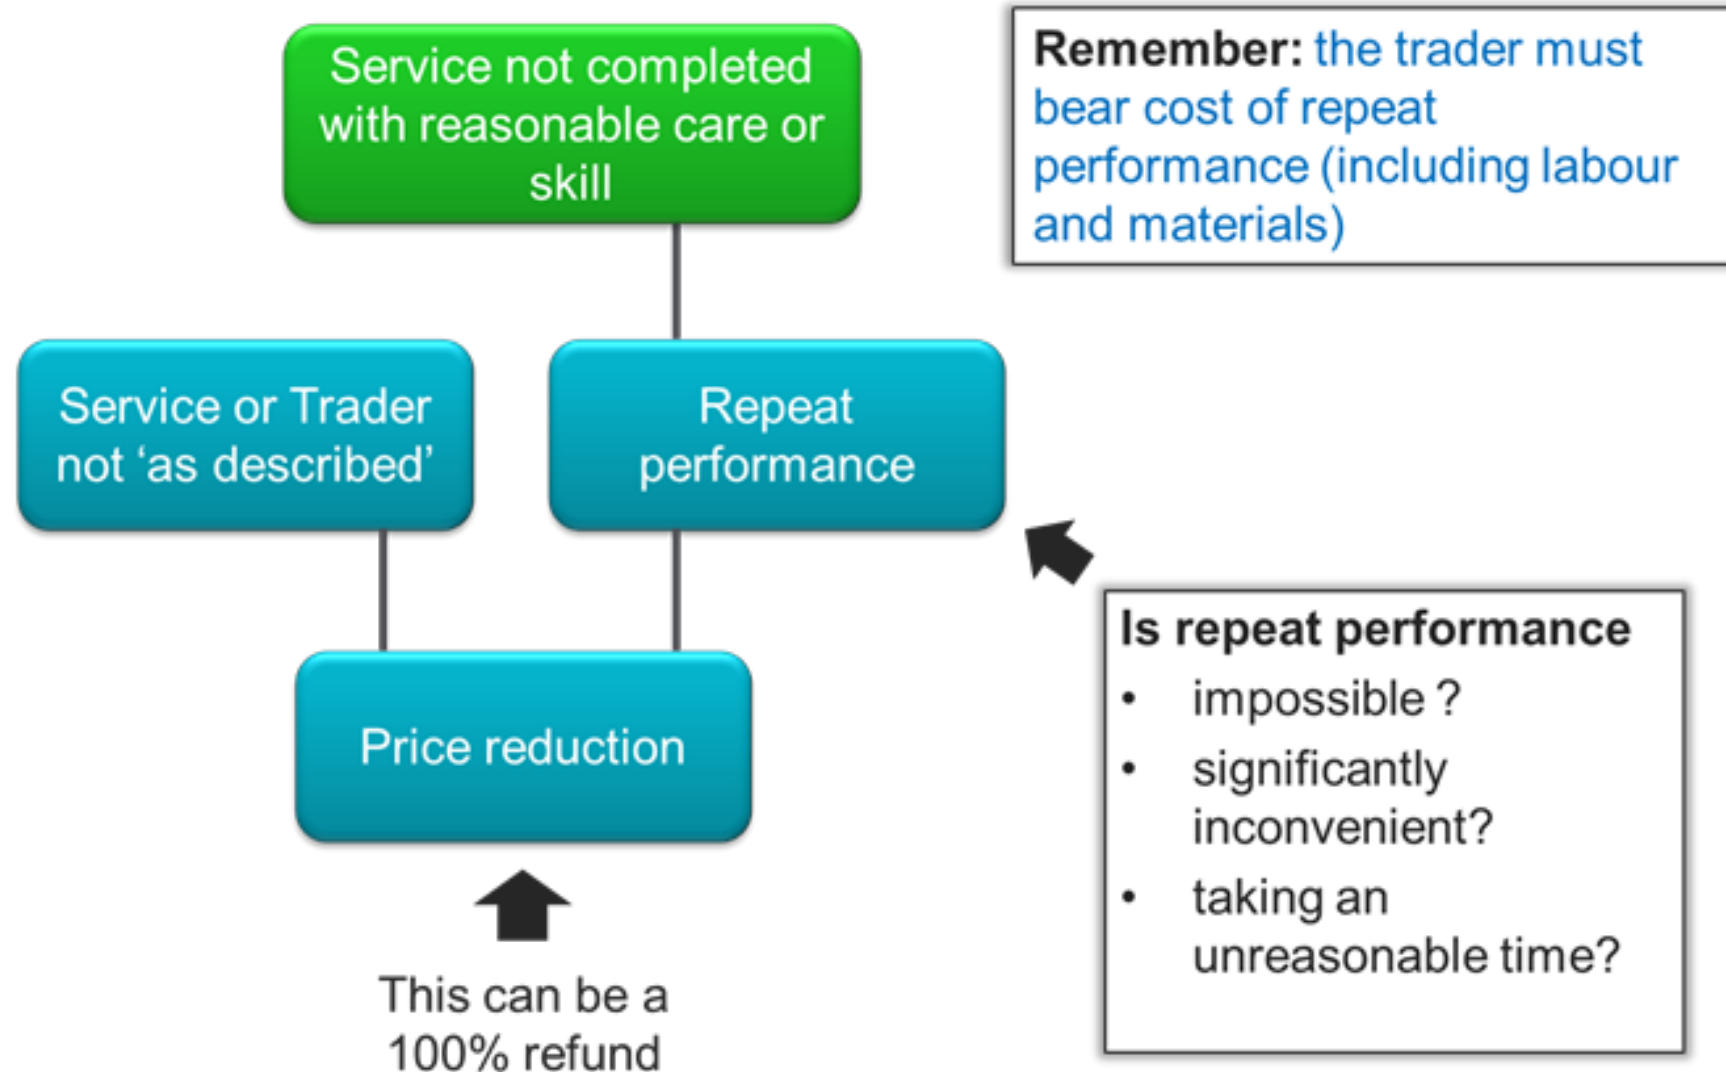 Service not completed
with reasonable care or
skill
Remember: the trader must
bear cost of repeat
performance (including labour
and materials)
Service or Trader
not ‘as described’
Repeat
performance
Price reduction
This can be a
100% refund
Is repeat performance
• impossible ?
• significantly
inconvenient?
• taking an
unreasonable time?